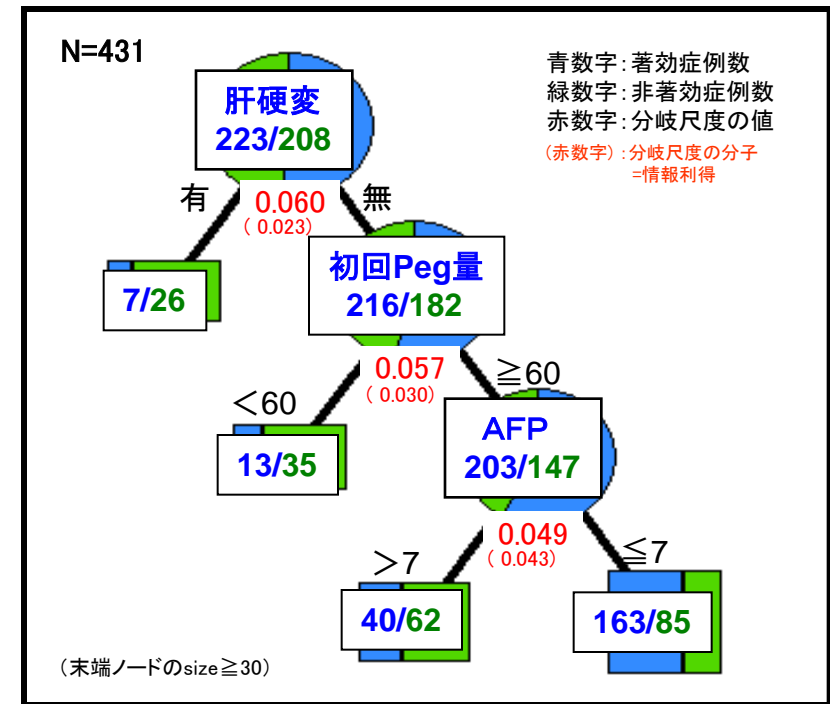 N=431
青数字：著効症例数
緑数字：非著効症例数
赤数字：分岐尺度の値
（赤数字）：分岐尺度の分子
=情報利得
肝硬変
223/208
有
0.060
無
( 0.023)
7/26
初回Peg量
216/182
0.057
( 0.030)
＜60
≧60
13/35
ＡＦＰ
203/147
0.049
( 0.043)
＞7
≦7
40/62
163/85
（末端ノードのsize≧30）